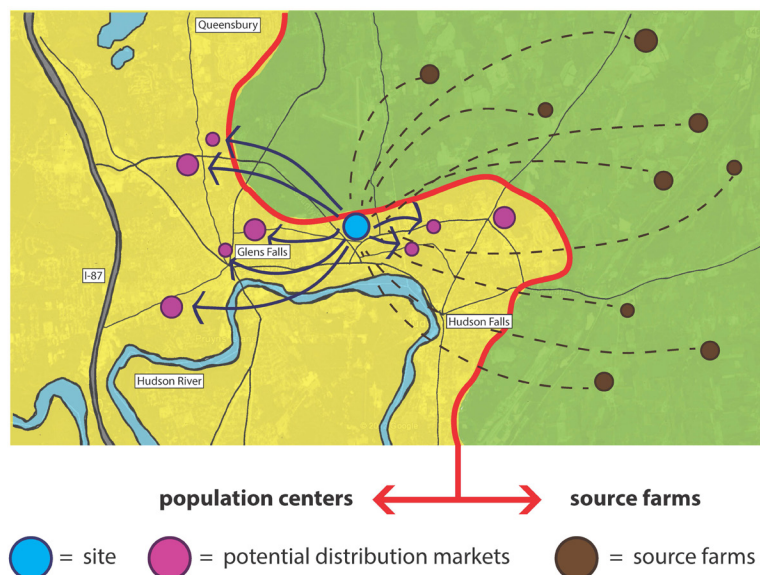 Queensbury
Glens Falls
I-87
Hudson Falls
Hudson River
population centers
source farms
= site
= potential distribution markets
= source farms